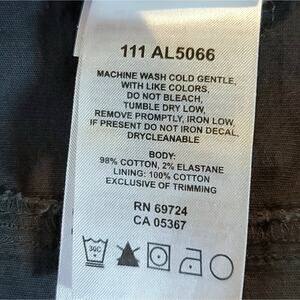 111 AL5066
MACHINE WASH COLD GENTLE,
WITH LIKE COLORS,
DO NOT BLEACH,
TUMBLE DRY LOW,
REMOVE PROMPTLY, IRON LOW,
IF PRESENT DO NOT IRON DECAL,
DRYCLEANABLE
BODY:
98% COTTON, 2% ELASTANE
LINING: 100% COTTON
EXCLUSIVE OF TRIMMING
RN 69724
CA 05367
30C